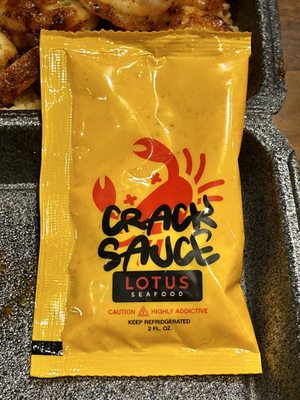 CRACK
SAUCE
LOTUS
SEAFOOD
CAUTION HIGHLY ADDICTIVE
KEEP REFRIGERATED
2 FL. OZ.